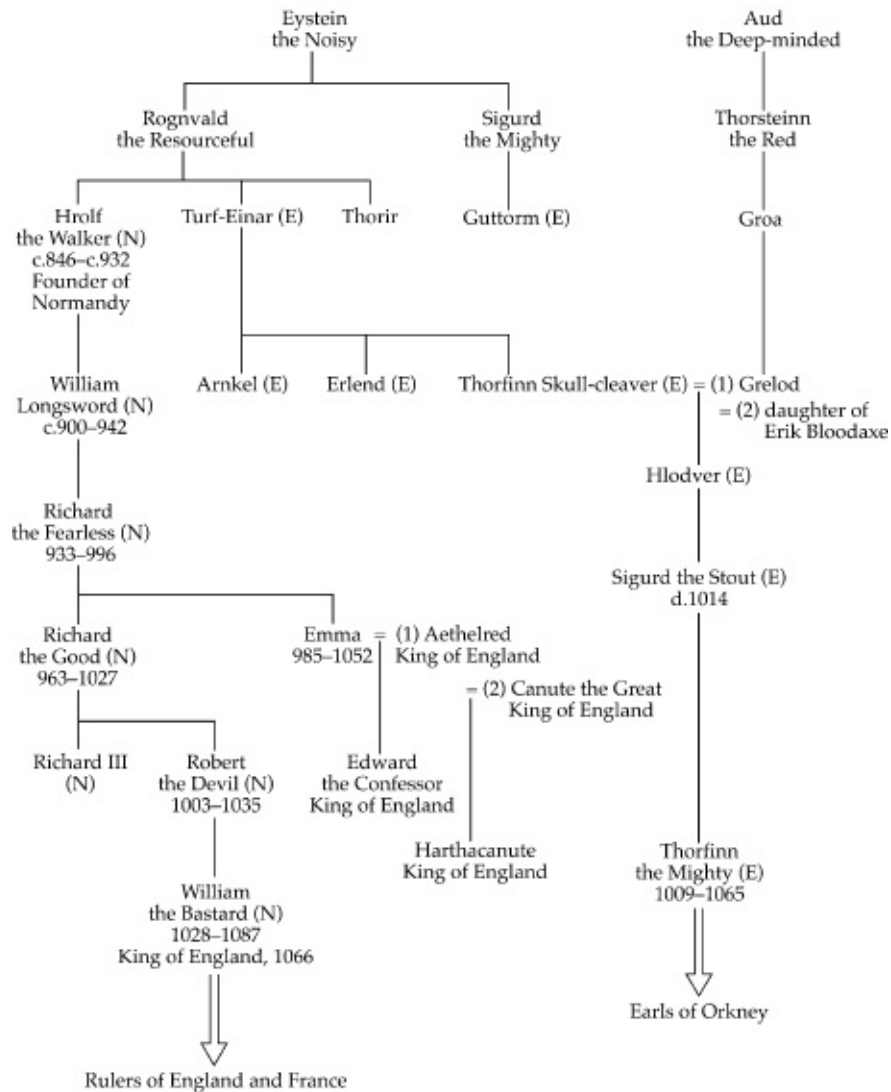 Eystein
the Noisy
Aud
the Deep-minded
Rognvald
the Resourceful
Sigurd
the Mighty
Thorsteinn
the Red
Hrolf
the Walker (N)
c.846–c.932
Founder of
Normandy
Turf-Einar (E)
Thorir
Guttorm (E)
Groa
William
Longsword (N)
c.900–942
Arnkel (E)
Erlend (E)
Thorfinn Skull-cleaver (E) = (1) Grelod
= (2) daughter of
Erik Bloodaxe
Hlodver (E)
Richard
the Fearless (N)
933–996
Sigurd the Stout (E)
d.1014
Richard
the Good (N)
963–1027
Emma = (1) Aethelred
985–1052 King of England
= (2) Canute the Great
King of England
Richard III
(N)
Robert
the Devil (N)
1003–1035
Edward
the Confessor
King of England
Harthacanute
King of England
Thorfinn
the Mighty (E)
1009–1065
William
the Bastard (N)
1028–1087
King of England, 1066
Earls of Orkney
Rulers of England and France